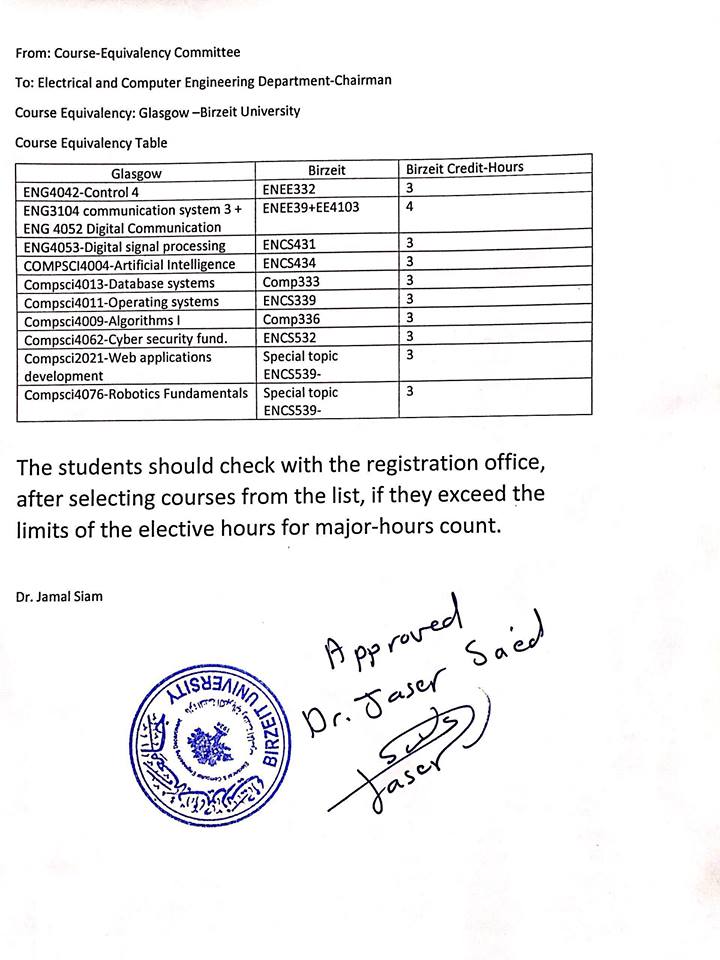 From: Course-Equivalency Committee
To: Electrical and Computer Engineering Department-Chairman
Course Equivalency: Glasgow –Birzeit University
Course Equivalency Table
Glasgow Birzeit Birzeit Credit-Hours
ENG4042-Control 4 ENEE332 3
ENG3104 communication system 3 + ENEE39+EE4103 4
ENG 4052 Digital Communication
ENG4053-Digital signal processing ENCS431 3
COMPSCI4004-Artificial Intelligence ENCS434 3
Compsci4013-Database systems Comp333 3
Compsci4011-Operating systems ENCS339 3
Compsci4009-Algorithms I Comp336 3
Compsci4062-Cyber security fund. ENCS532 3
Compsci2021-Web applications Special topic 3
development ENCS539-
Compsci4076-Robotics Fundamentals Special topic 3
ENCS539-
The students should check with the registration office,
after selecting courses from the list, if they exceed the
limits of the elective hours for major-hours count.
Dr. Jamal Siam
Approved
Dr. Jaser Sa'ed
Jaser
BIRZEIT UNIVERSITY